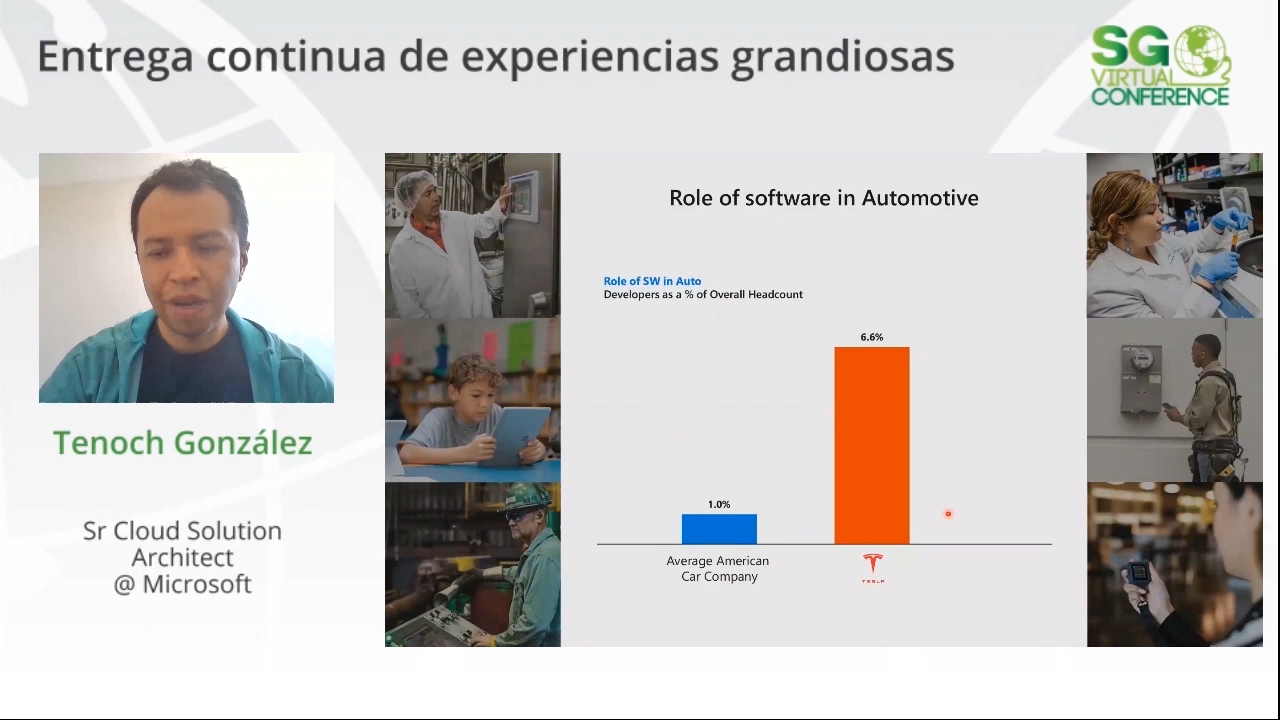 Entrega continua de experiencias grandiosas
SG
VIRTUAL
CONFERENCE
Role of software in Automotive
Role of SW in Auto
Developers as a % of Overall Headcount
6.6%
1.0%
Average American
Car Company
TESLA
Tenoch González
Sr Cloud Solution
Architect
@ Microsoft